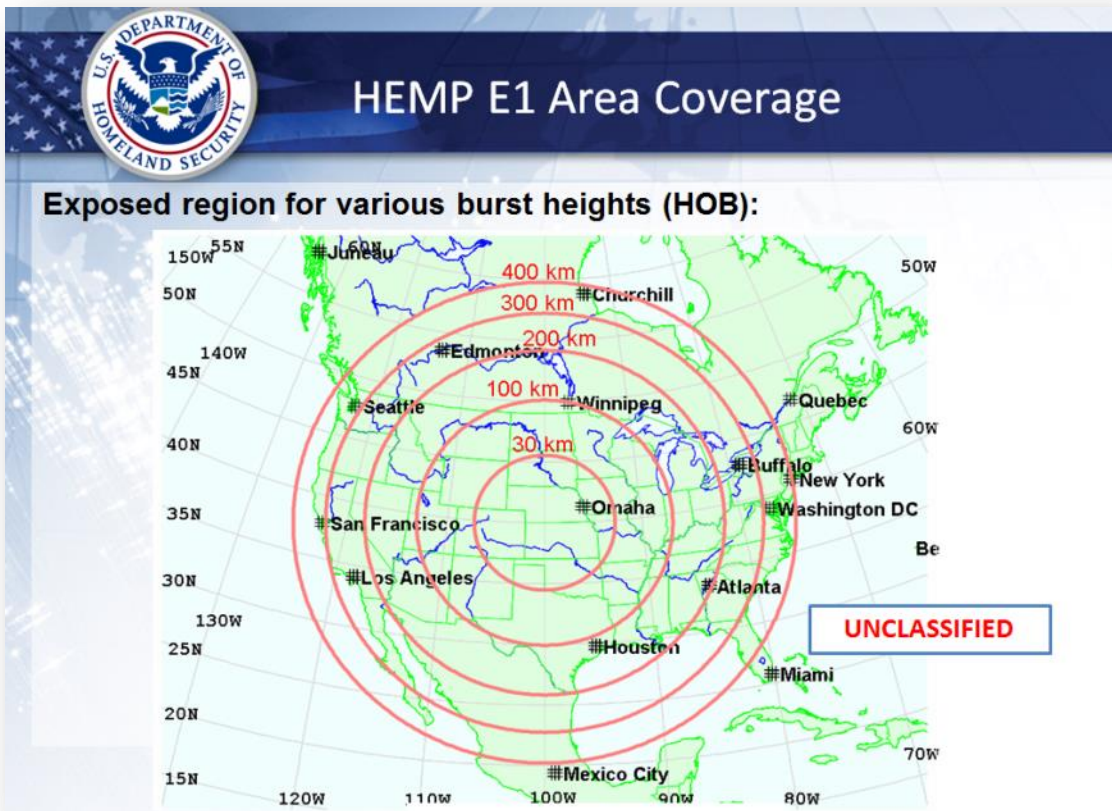 U.S. DEPARTMENT OF HOMELAND SECURITY
HEMP E1 Area Coverage
Exposed region for various burst heights (HOB):
150W
55N
60N
Juneau
50W
400 km
50N
300 km
Churchill
200 km
140W
Edmonton
45N
100 km
Seattle
Winnipeg
Quebec
60W
40N
30 km
Buffalo
New York
35N
San Francisco
Omaha
Washington DC
Be
30N
Los Angeles
Atlanta
130W
UNCLASSIFIED
25N
Houston
Miami
20N
70W
15N
Mexico City
120W
110W
100W
90W
80W